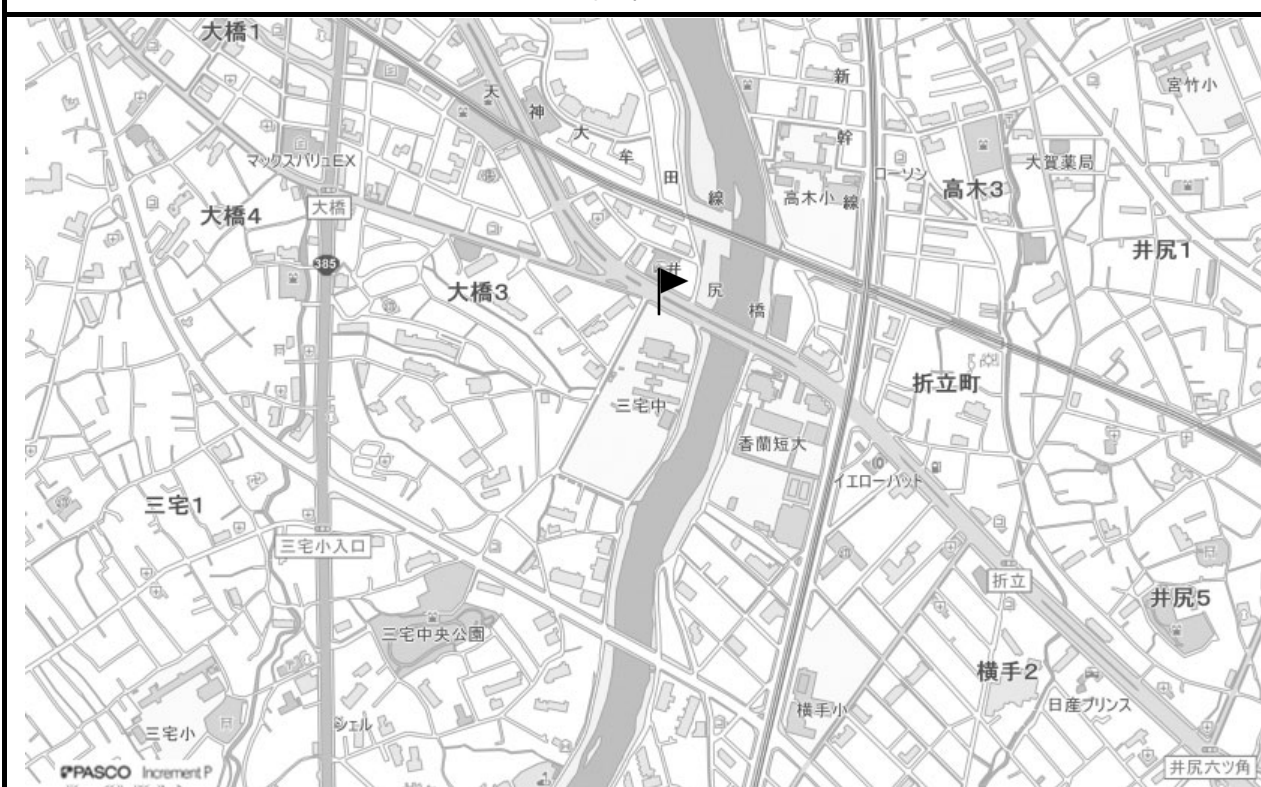 大橋1
宮竹小
新幹線
天神大牟田線
マックスバリュEX
ローソン
大賀薬局
高木3
高木小
大橋4
大橋
井尻1
385
大橋3
井尻橋
折立町
三宅中
香蘭短大
イエローハット
三宅1
三宅小入口
折立
井尻5
三宅中央公園
横手2
日産プリンス
横手小
三宅小
シェル
PASCO Increment P
井尻六ツ角